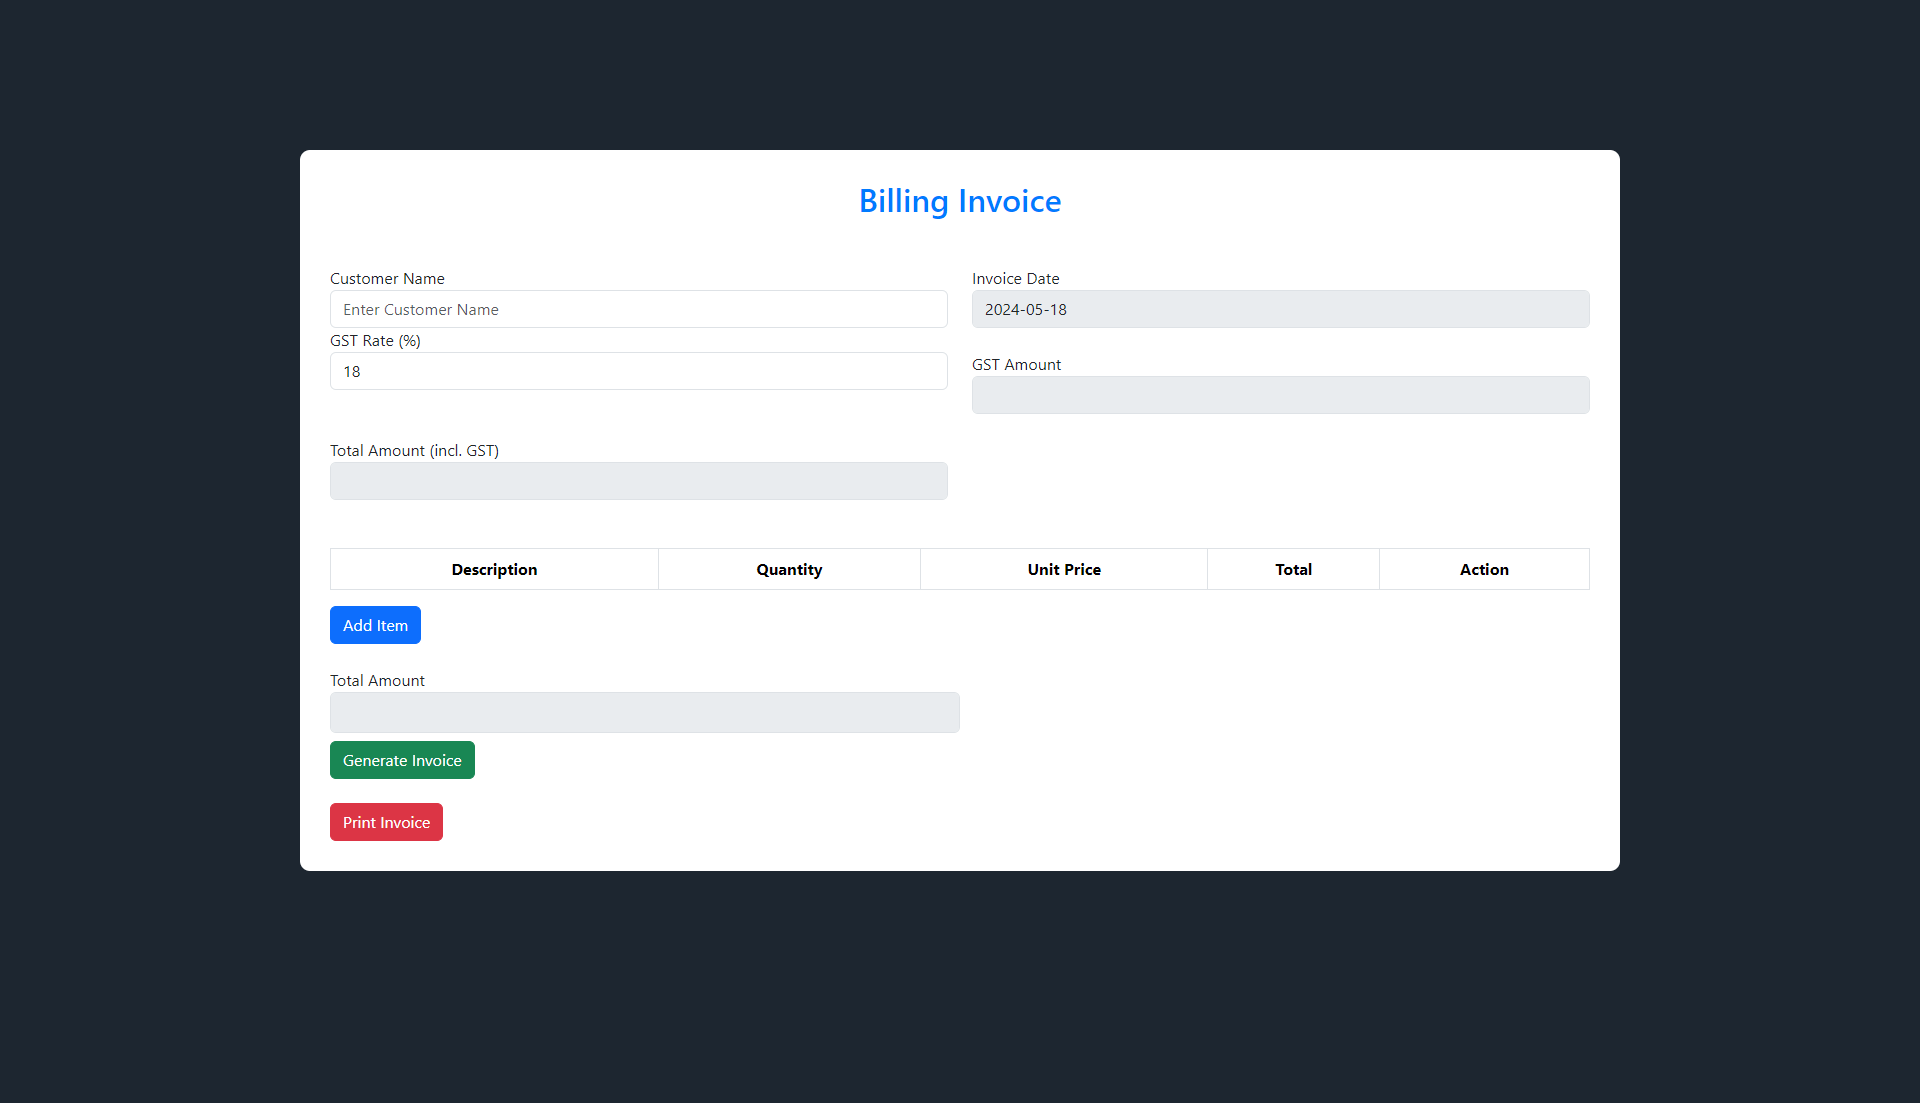 Billing Invoice
Customer Name
Invoice Date
Enter Customer Name
2024-05-18
GST Rate (%)
18
GST Amount
Total Amount (incl. GST)
Description Quantity Unit Price Total Action
Add Item
Total Amount
Generate Invoice
Print Invoice